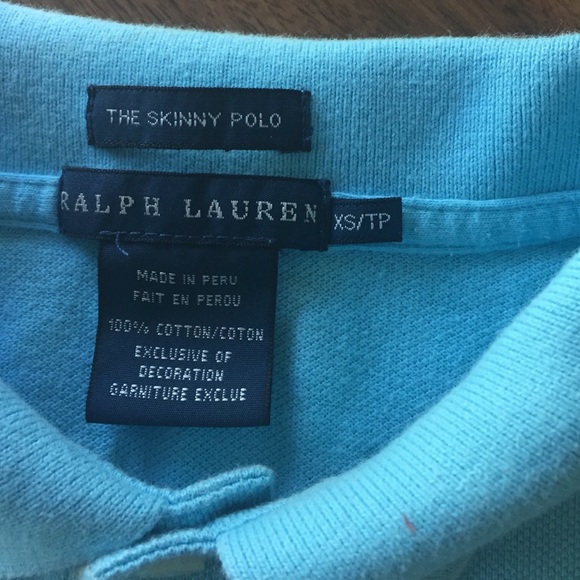 THE SKINNY POLO
RALPH LAUREN
XS/TP
MADE IN PERU
FAIT EN PEROU
100% COTTON/COTON
EXCLUSIVE OF
DECORATION
GARNITURE EXCLUE